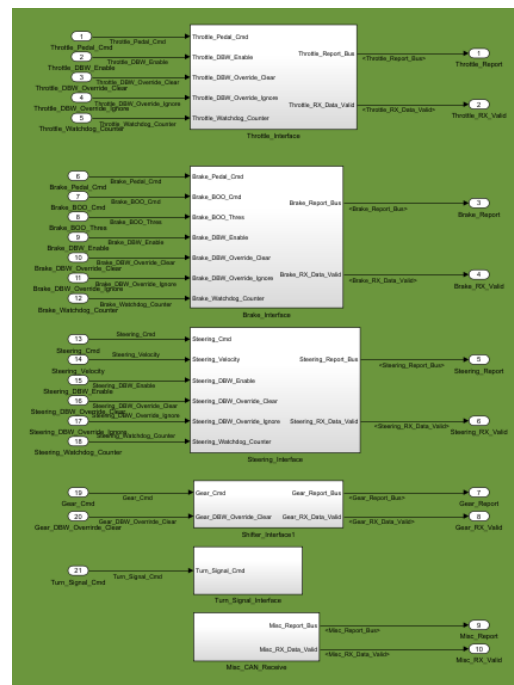 1 Throttle_Pedal_Cmd Throttle_Pedal_Cmd
2 Throttle_DBW_Enable Throttle_DBW_Enable
3 Throttle_DBW_Override_Clear Throttle_DBW_Override_Clear
4 Throttle_DBW_Override_Ignore Throttle_DBW_Override_Ignore
5 Throttle_Watchdog_Counter Throttle_Watchdog_Counter
Throttle_Pedal_Cmd
Throttle_DBW_Enable
Throttle_DBW_Override_Clear
Throttle_DBW_Override_Ignore
Throttle_Watchdog_Counter
Throttle_Report_Bus
Throttle_RX_Data_Valid
Throttle_Interface
<Throttle_Report_Bus> 1
Throttle_Report
<Throttle_RX_Data_Valid> 2
Throttle_RX_Valid
6 Brake_Pedal_Cmd Brake_Pedal_Cmd
7 Brake_BOO_Cmd Brake_BOO_Cmd
8 Brake_BOO_Thres Brake_BOO_Thres
9 Brake_DBW_Enable Brake_DBW_Enable
10 Brake_DBW_Override_Clear Brake_DBW_Override_Clear
11 Brake_DBW_Override_Ignore Brake_DBW_Override_Ignore
12 Brake_Watchdog_Counter Brake_Watchdog_Counter
Brake_Pedal_Cmd
Brake_BOO_Cmd
Brake_BOO_Thres
Brake_DBW_Enable
Brake_DBW_Override_Clear
Brake_DBW_Override_Ignore
Brake_Watchdog_Counter
Brake_Report_Bus
Brake_RX_Data_Valid
Brake_Interface
<Brake_Report_Bus> 3
Brake_Report
<Brake_RX_Data_Valid> 4
Brake_RX_Valid
13 Steering_Cmd Steering_Cmd
14 Steering_Velocity Steering_Velocity
15 Steering_DBW_Enable Steering_DBW_Enable
16 Steering_DBW_Override_Clear Steering_DBW_Override_Clear
17 Steering_DBW_Override_Ignore Steering_DBW_Override_Ignore
18 Steering_Watchdog_Counter Steering_Watchdog_Counter
Steering_Cmd
Steering_Velocity
Steering_DBW_Enable
Steering_DBW_Override_Clear
Steering_DBW_Override_Ignore
Steering_Watchdog_Counter
Steering_Report_Bus
Steering_RX_Data_Valid
Steering_Interface
<Steering_Report_Bus> 5
Steering_Report
<Steering_RX_Data_Valid> 6
Steering_RX_Valid
19 Gear_Cmd Gear_Cmd
20 Gear_DBW_Override_Clear Gear_DBW_Override_Clear
Gear_Cmd
Gear_DBW_Override_Clear
Gear_Report_Bus
Gear_RX_Data_Valid
Shifter_Interface1
<Gear_Report_Bus> 7
Gear_Report
<Gear_RX_Data_Valid> 8
Gear_RX_Valid
21 Turn_Signal_Cmd Turn_Signal_Cmd
Turn_Signal_Cmd
Turn_Signal_Interface
Misc_Report_Bus
Misc_RX_Data_Valid
Misc_CAN_Receive
<Misc_Report_Bus> 9
Misc_Report
<Misc_RX_Data_Valid> 10
Misc_RX_Valid